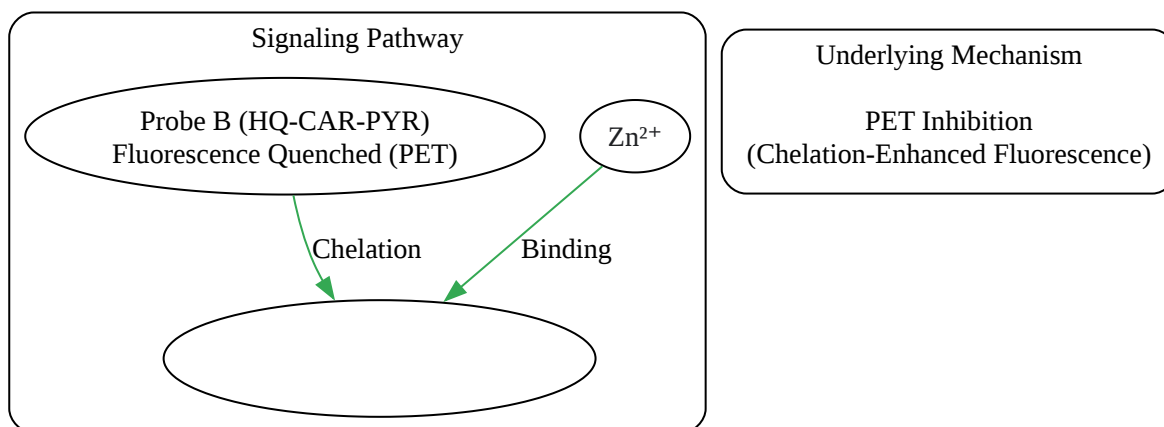 Signaling Pathway
Probe B (HQ-CAR-PYR)
Fluorescence Quenched (PET)
Zn²⁺
Chelation
Binding
Underlying Mechanism
PET Inhibition
(Chelation-Enhanced Fluorescence)